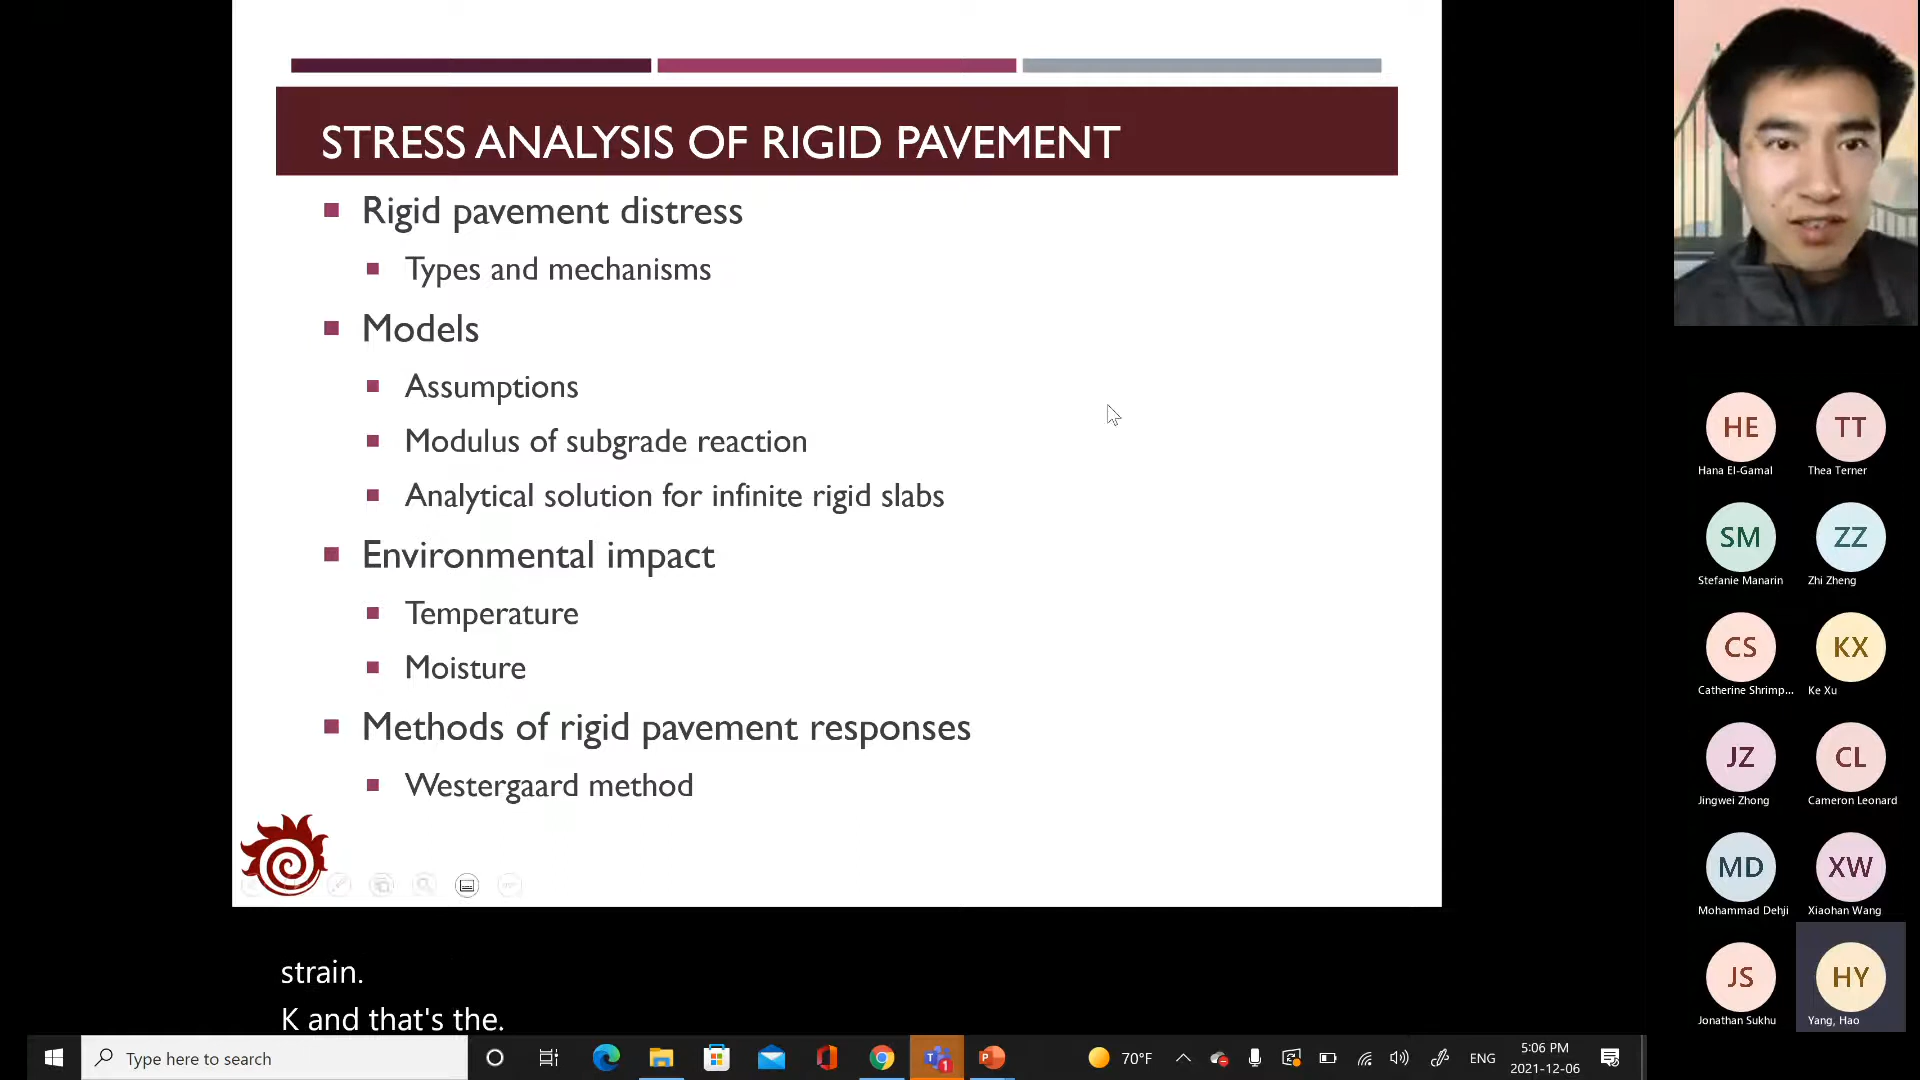 STRESS ANALYSIS OF RIGID PAVEMENT
Rigid pavement distress
Types and mechanisms
Models
Assumptions
Modulus of subgrade reaction
Analytical solution for infinite rigid slabs
Environmental impact
Temperature
Moisture
Methods of rigid pavement responses
Westergaard method
strain.
K and that's the.
HE
Hana El-Gamal
TT
Thea Terner
SM
Stefanie Manarin
ZZ
Zhi Zheng
CS
Catherine Shrimp...
KX
Ke Xu
JZ
Jingwei Zhong
CL
Cameron Leonard
MD
Mohammad Dehji
XW
Xiaohan Wang
JS
Jonathan Sukhu
HY
Yang, Hao
Type here to search
T
1
P
70°F
ENG
5:06 PM
2021-12-06